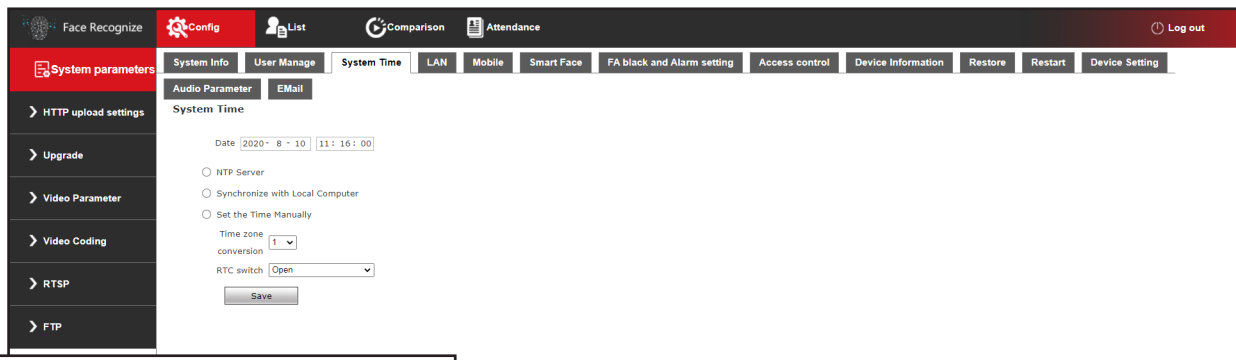 Face Recognize Config List Comparison Attendance Log out
System parameters System Info User Manage System Time LAN Mobile Smart Face FA black and Alarm setting Access control Device Information Restore Restart Device Setting
Audio Parameter EMail
HTTP upload settings System Time
Date 2020- 8 - 10 11: 16: 00
Upgrade
NTP Server
Video Parameter Synchronize with Local Computer
Set the Time Manually
Video Coding Time zone conversion 1
RTSP RTC switch Open
Save
FTP